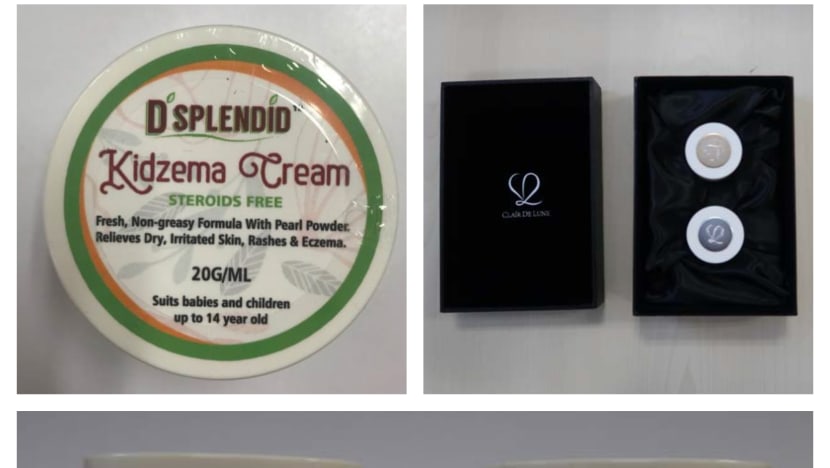 D'SPLENDID™
Kidzema Cream
STEROIDS FREE
Fresh, Non-greasy Formula With Pearl Powder.
Relieves Dry, Irritated Skin, Rashes & Eczema.
20G/ML
Suits babies and children
up to 14 year old
CLAIR DE LUNE